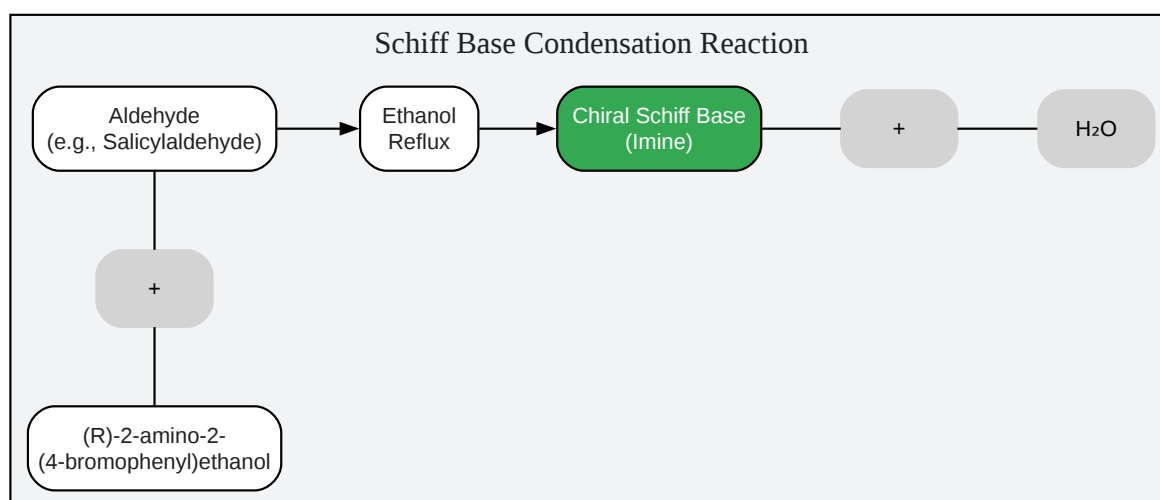 Schiff Base Condensation Reaction
Aldehyde
(e.g., Salicylaldehyde)
Ethanol
Reflux
Chiral Schiff Base
(Imine)
+
H₂O
+
(R)-2-amino-2-
(4-bromophenyl)ethanol